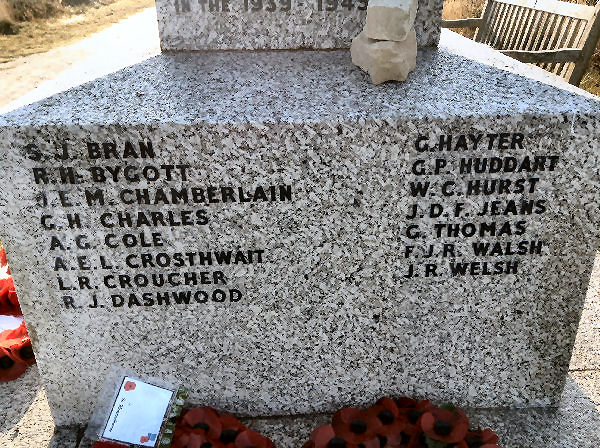 IN THE 1939 - 1945
S. J. BRAN
R. H. BYGOTT
J. E. M. CHAMBERLAIN
G. H. CHARLES
A. G. COLE
A. E. L. CROSTHWAIT
L. R. CROUCHER
R. J. DASHWOOD
G. HAYTER
G. P. HUDDART
W. C. HURST
J. D. F. JEANS
G. THOMAS
F. J. R. WALSH
J. R. WELSH